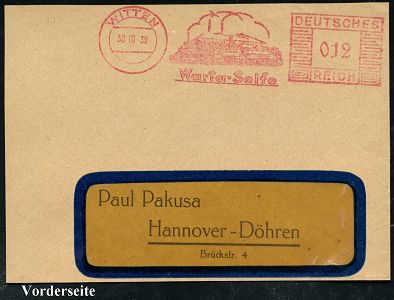 WITTEN
30 10 39
Warta-Seife
DEUTSCHES
012
REICH
Paul Pakusa
Hannover-Döhren
Brückstr. 4
Vorderseite